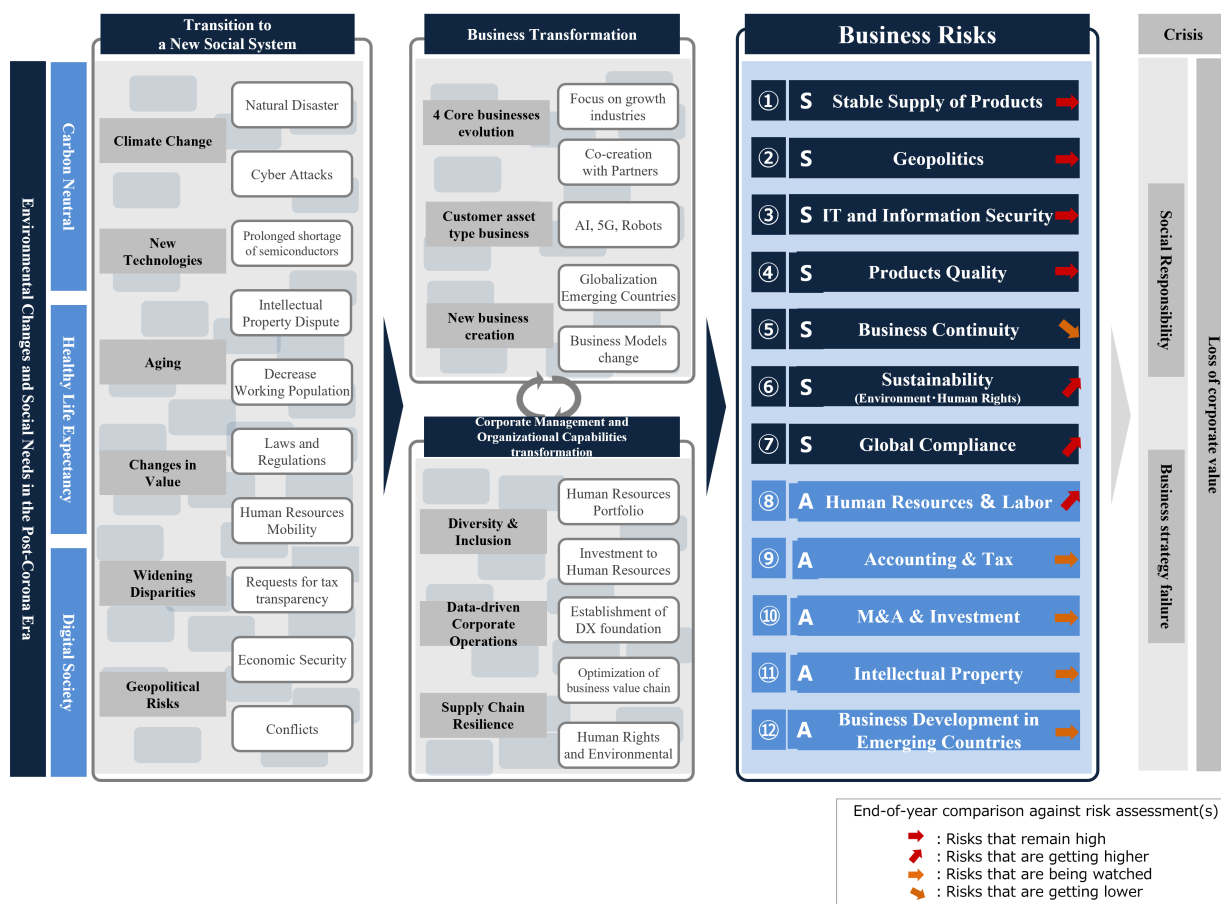 Transition to
a New Social System
Business Transformation
Business Risks
Crisis
Environmental Changes and Social Needs in the Post-Corona Era
Carbon Neutral
Healthy Life Expectancy
Digital Society
Climate Change
New
Technologies
Aging
Changes in
Value
Widening
Disparities
Geopolitical
Risks
Natural Disaster
Cyber Attacks
Prolonged shortage
of semiconductors
Intellectual
Property Dispute
Decrease
Working Population
Laws and
Regulations
Human Resources
Mobility
Requests for tax
transparency
Economic Security
Conflicts
4 Core businesses
evolution
Customer asset
type business
New business
creation
Focus on growth
industries
Co-creation
with Partners
AI, 5G, Robots
Globalization
Emerging Countries
Business Models
change
Corporate Management and
Organizational Capabilities
transformation
Diversity &
Inclusion
Data-driven
Corporate
Operations
Supply Chain
Resilience
Human Resources
Portfolio
Investment to
Human Resources
Establishment of
DX foundation
Optimization of
business value chain
Human Rights
and Environmental
① S Stable Supply of Products
② S Geopolitics
③ S IT and Information Security
④ S Products Quality
⑤ S Business Continuity
⑥ S Sustainability
(Environment・Human Rights)
⑦ S Global Compliance
⑧ A Human Resources & Labor
⑨ A Accounting & Tax
⑩ A M&A & Investment
⑪ A Intellectual Property
⑫ A Business Development in
Emerging Countries
Social Responsibility
Business strategy failure
Loss of corporate value
End-of-year comparison against risk assessment(s)
: Risks that remain high
: Risks that are getting higher
: Risks that are being watched
: Risks that are getting lower